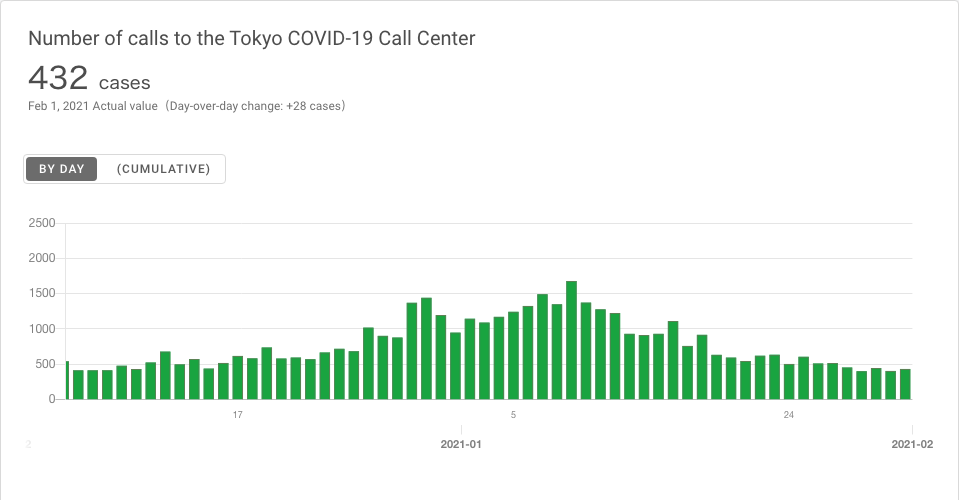 Number of calls to the Tokyo COVID-19 Call Center
432 cases
Feb 1, 2021 Actual value（Day-over-day change: +28 cases）
BY DAY (CUMULATIVE)
2500
2000
1500
1000
500
0
17 5 24
2 2021-01 2021-02